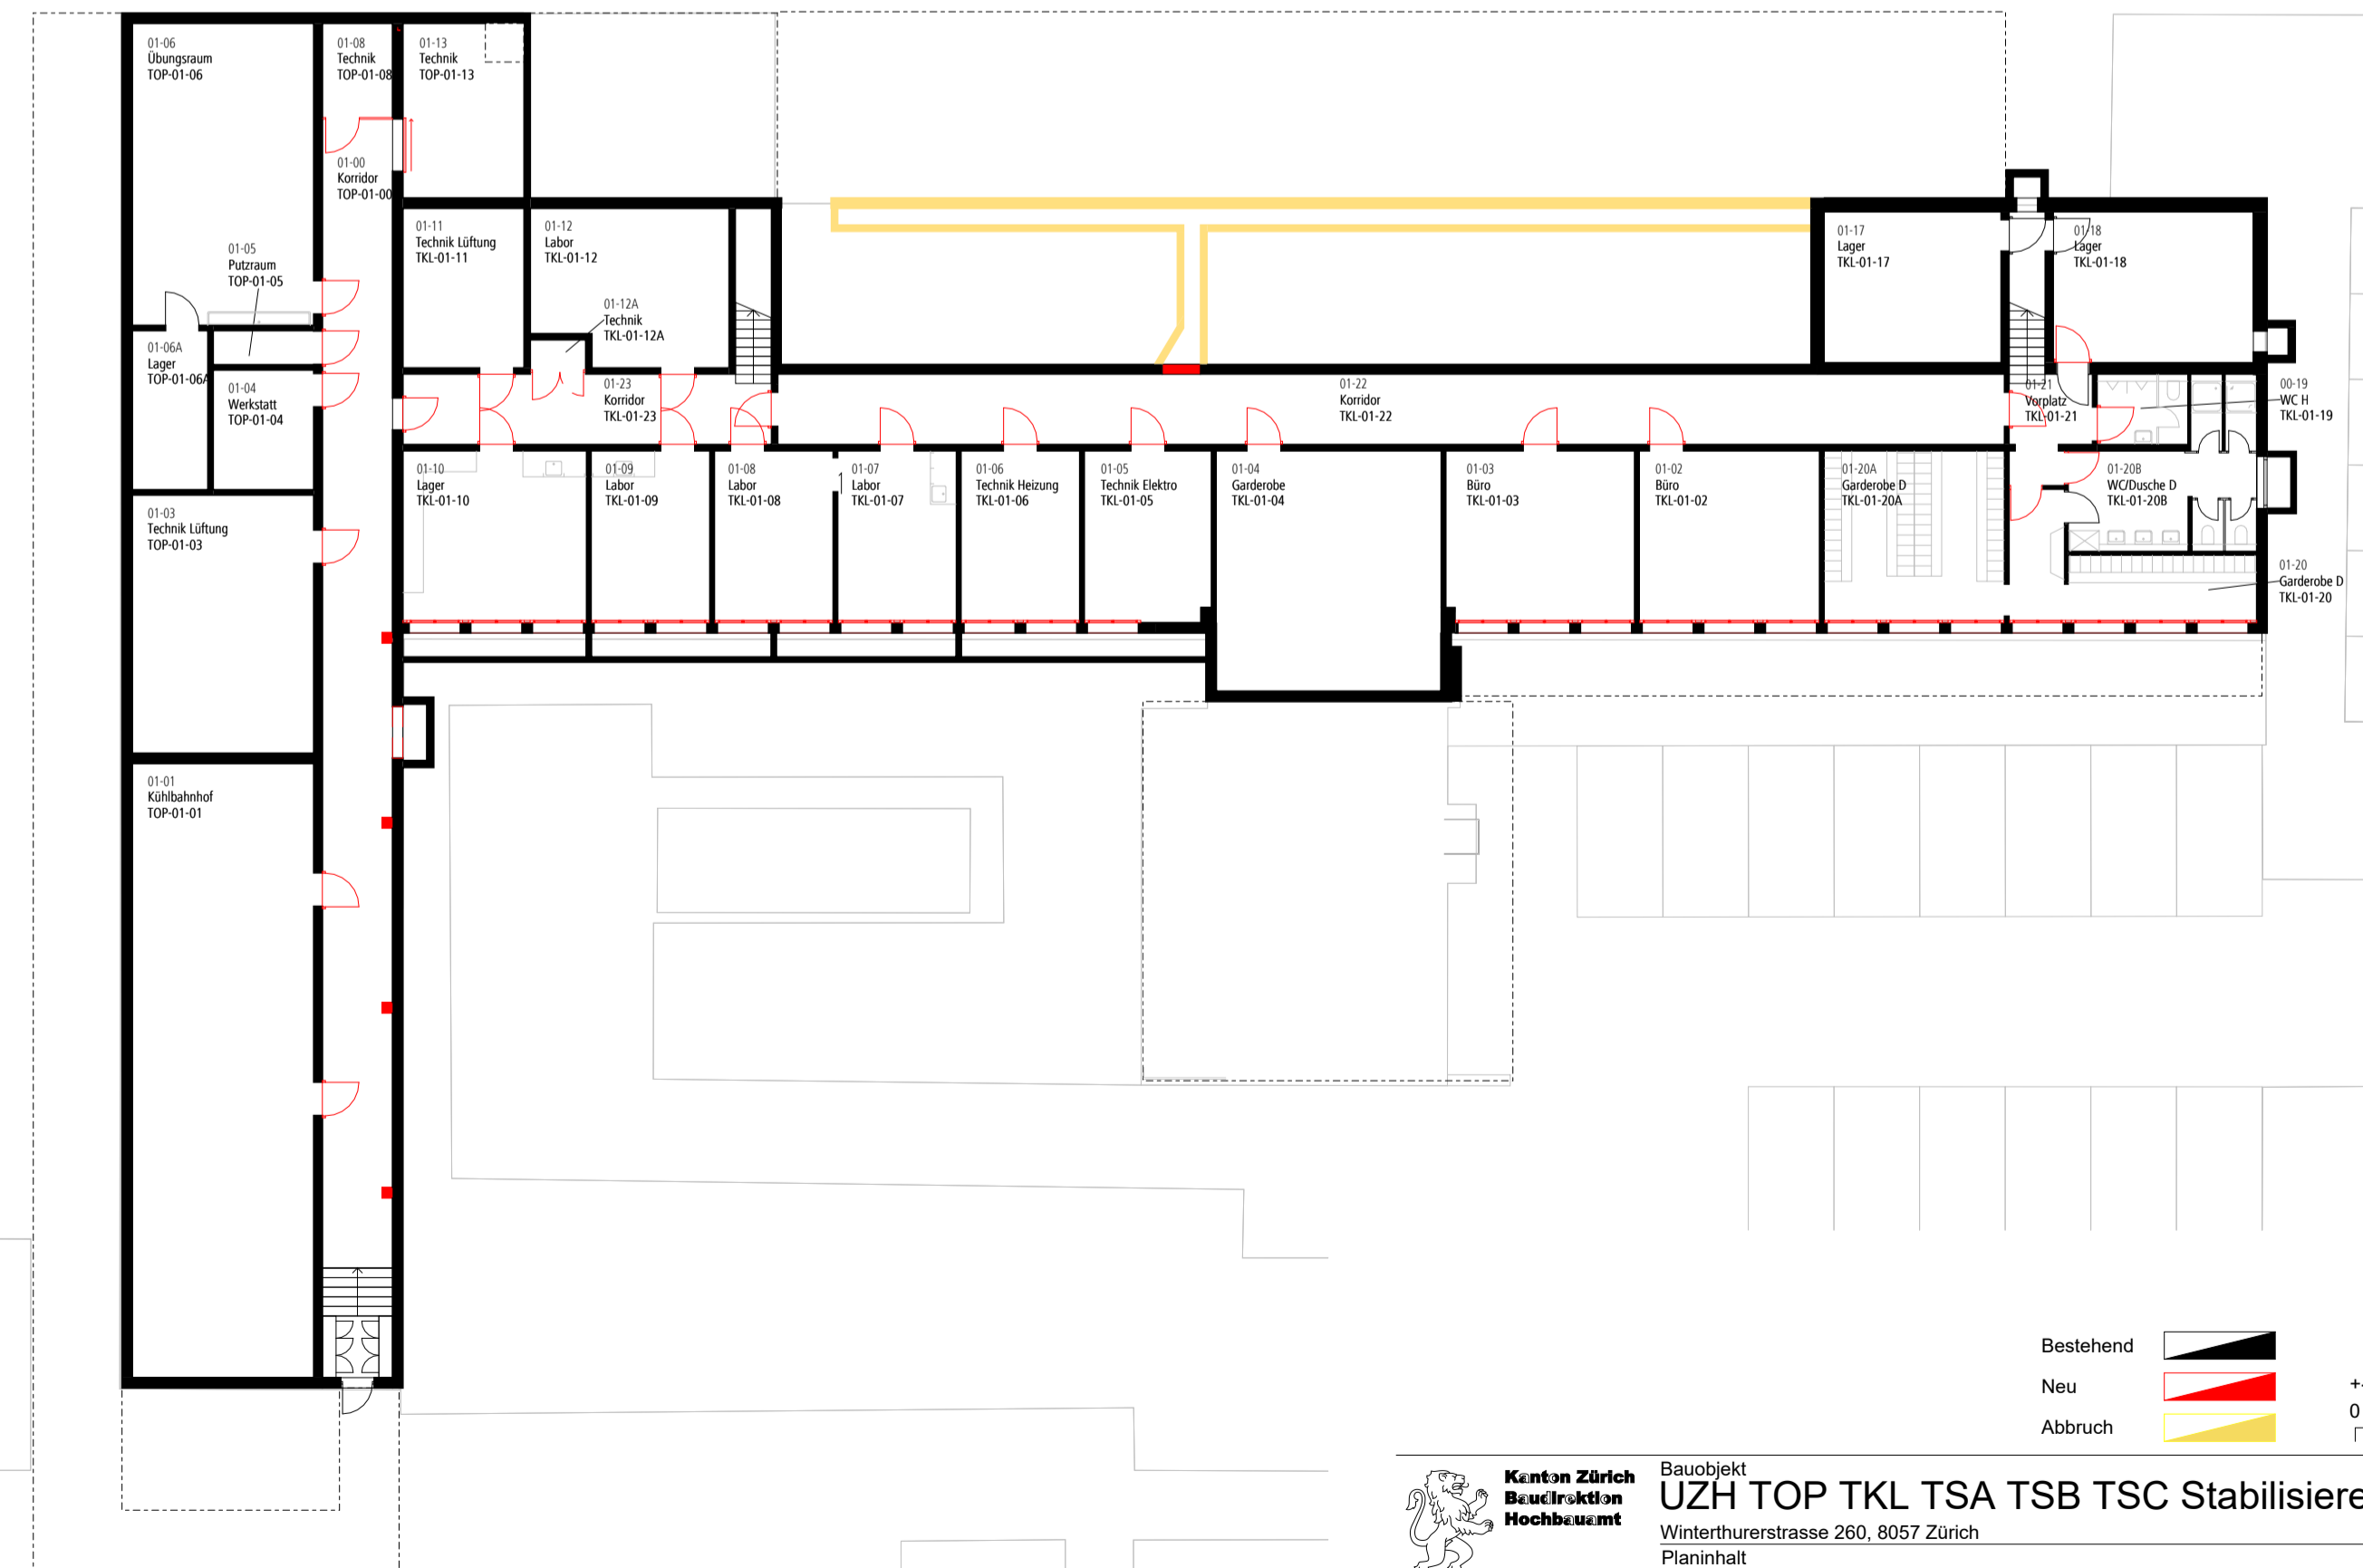 01-06
Übungsraum
TOP-01-06
01-08
Technik
TOP-01-08
01-13
Technik
TOP-01-13
01-00
Korridor
TOP-01-00
01-05
Putzraum
TOP-01-05
01-11
Technik Lüftung
TKL-01-11
01-12
Labor
TKL-01-12
01-12A
Technik
TKL-01-12A
01-17
Lager
TKL-01-17
01-18
Lager
TKL-01-18
01-06A
Lager
TOP-01-06A
01-04
Werkstatt
TOP-01-04
01-23
Korridor
TKL-01-23
01-22
Korridor
TKL-01-22
01-21
Vorplatz
TKL-01-21
00-19
WC H
TKL-01-19
01-10
Lager
TKL-01-10
01-09
Labor
TKL-01-09
01-08
Labor
TKL-01-08
01-07
Labor
TKL-01-07
01-06
Technik Heizung
TKL-01-06
01-05
Technik Elektro
TKL-01-05
01-04
Garderobe
TKL-01-04
01-03
Büro
TKL-01-03
01-02
Büro
TKL-01-02
01-20A
Garderobe D
TKL-01-20A
01-20B
WC/Dusche D
TKL-01-20B
01-20
Garderobe D
TKL-01-20
01-03
Technik Lüftung
TOP-01-03
01-01
Kühlbahnhof
TOP-01-01
Bestehend
Neu
Abbruch
0
Kanton Zürich
Baudirektion
Hochbauamt
Bauobjekt
UZH TOP TKL TSA TSB TSC Stabilisiere
Winterthurerstrasse 260, 8057 Zürich
Planinhalt